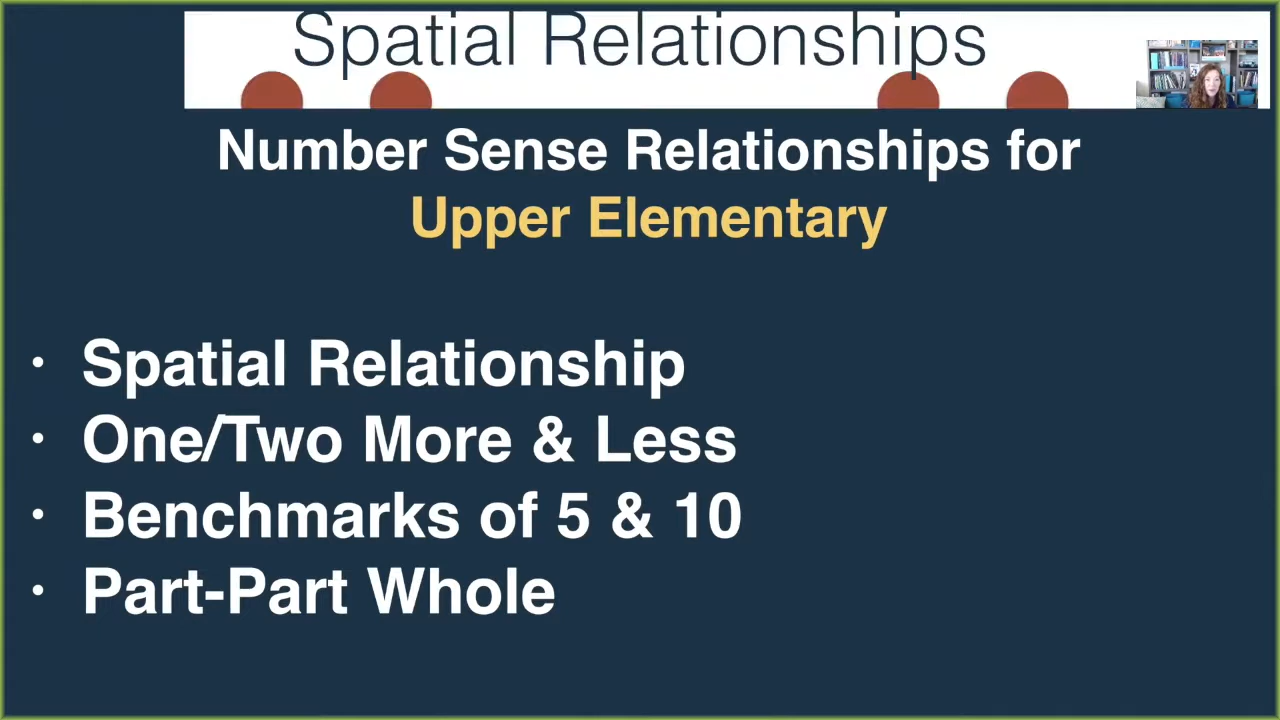 Spatial Relationships
Number Sense Relationships for
Upper Elementary
• Spatial Relationship
• One/Two More & Less
• Benchmarks of 5 & 10
• Part-Part Whole